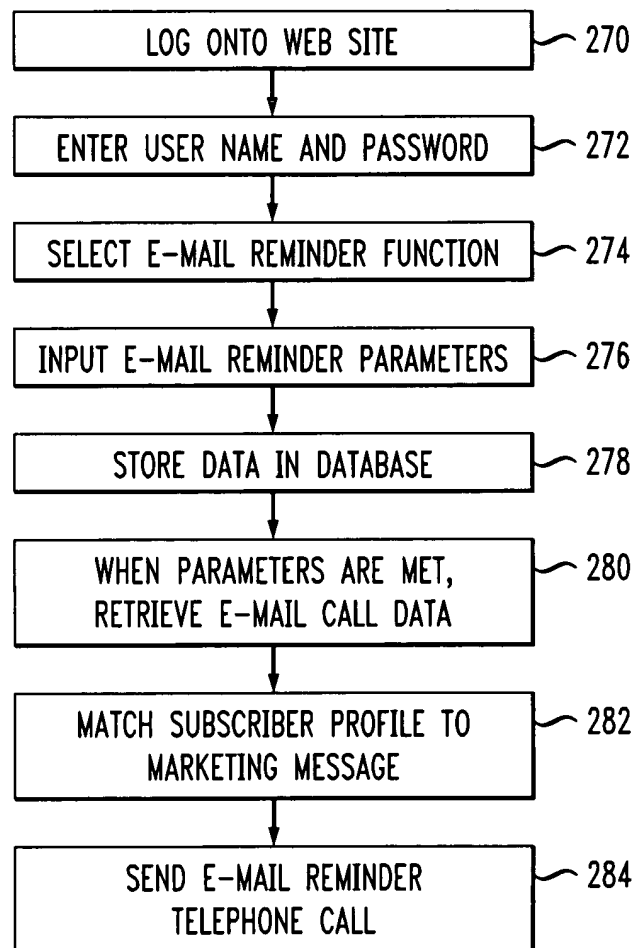 LOG ONTO WEB SITE 270
ENTER USER NAME AND PASSWORD 272
SELECT E-MAIL REMINDER FUNCTION 274
INPUT E-MAIL REMINDER PARAMETERS 276
STORE DATA IN DATABASE 278
WHEN PARAMETERS ARE MET, 280
RETRIEVE E-MAIL CALL DATA
MATCH SUBSCRIBER PROFILE TO 282
MARKETING MESSAGE
SEND E-MAIL REMINDER 284
TELEPHONE CALL